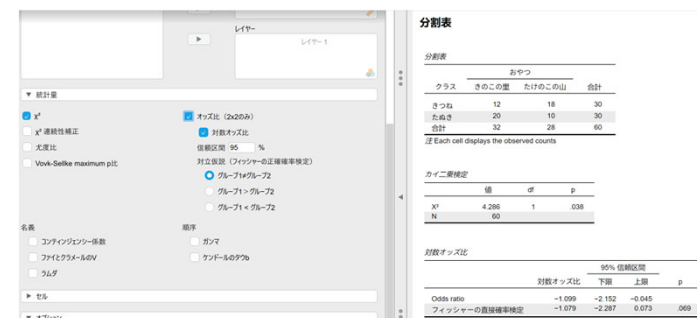 レイヤー
レイヤー 1
▼ 統計量
χ²
χ² 連続性補正
尤度比
Vovk-Sellke maximum p比
オッズ比（2x2のみ）
対数オッズ比
信頼区間 95 %
対立仮説（フィッシャーの正確確率検定）
グループ1≠グループ2
グループ1 > グループ2
グループ1 < グループ2
名義
コンティンジェンシー係数
ファイとクラメールのV
ラムダ
順序
ガンマ
ケンドールのタウb
▶ セル
▼ オプション
分割表
分割表
おやつ
クラス きのこの里 たけのこの山 合計
きつね 12 18 30
たぬき 20 10 30
合計 32 28 60
注 Each cell displays the observed counts
カイ二乗検定
値 df p
X² 4.286 1 .038
N 60
対数オッズ比
95% 信頼区間
対数オッズ比 下限 上限 p
Odds ratio −1.099 −2.152 −0.045
フィッシャーの直接確率検定 −1.079 −2.287 0.073 .069